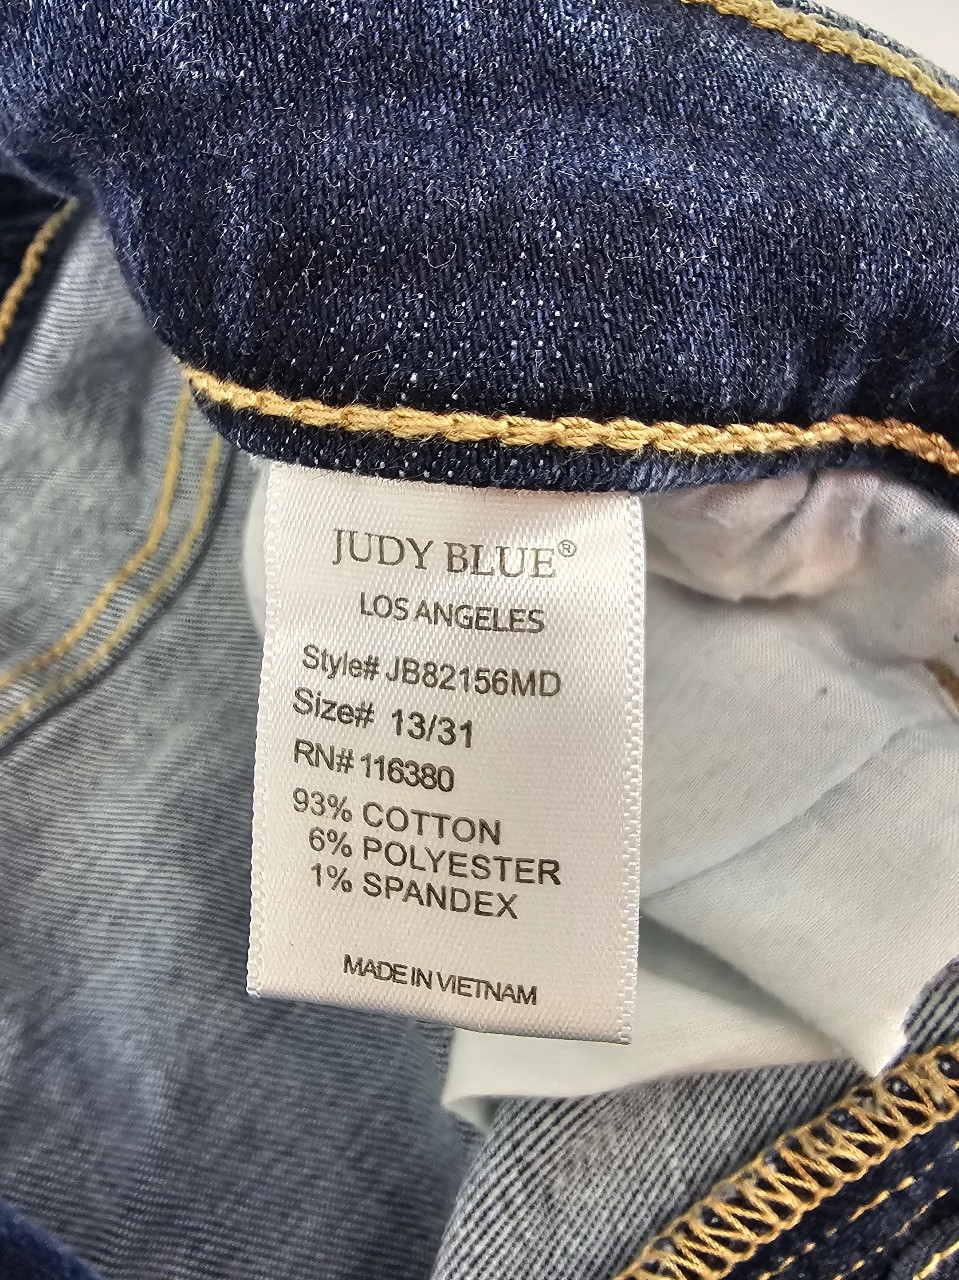 JUDY BLUE®
LOS ANGELES
Style# JB82156MD
Size# 13/31
RN# 116380
93% COTTON
6% POLYESTER
1% SPANDEX
MADE IN VIETNAM